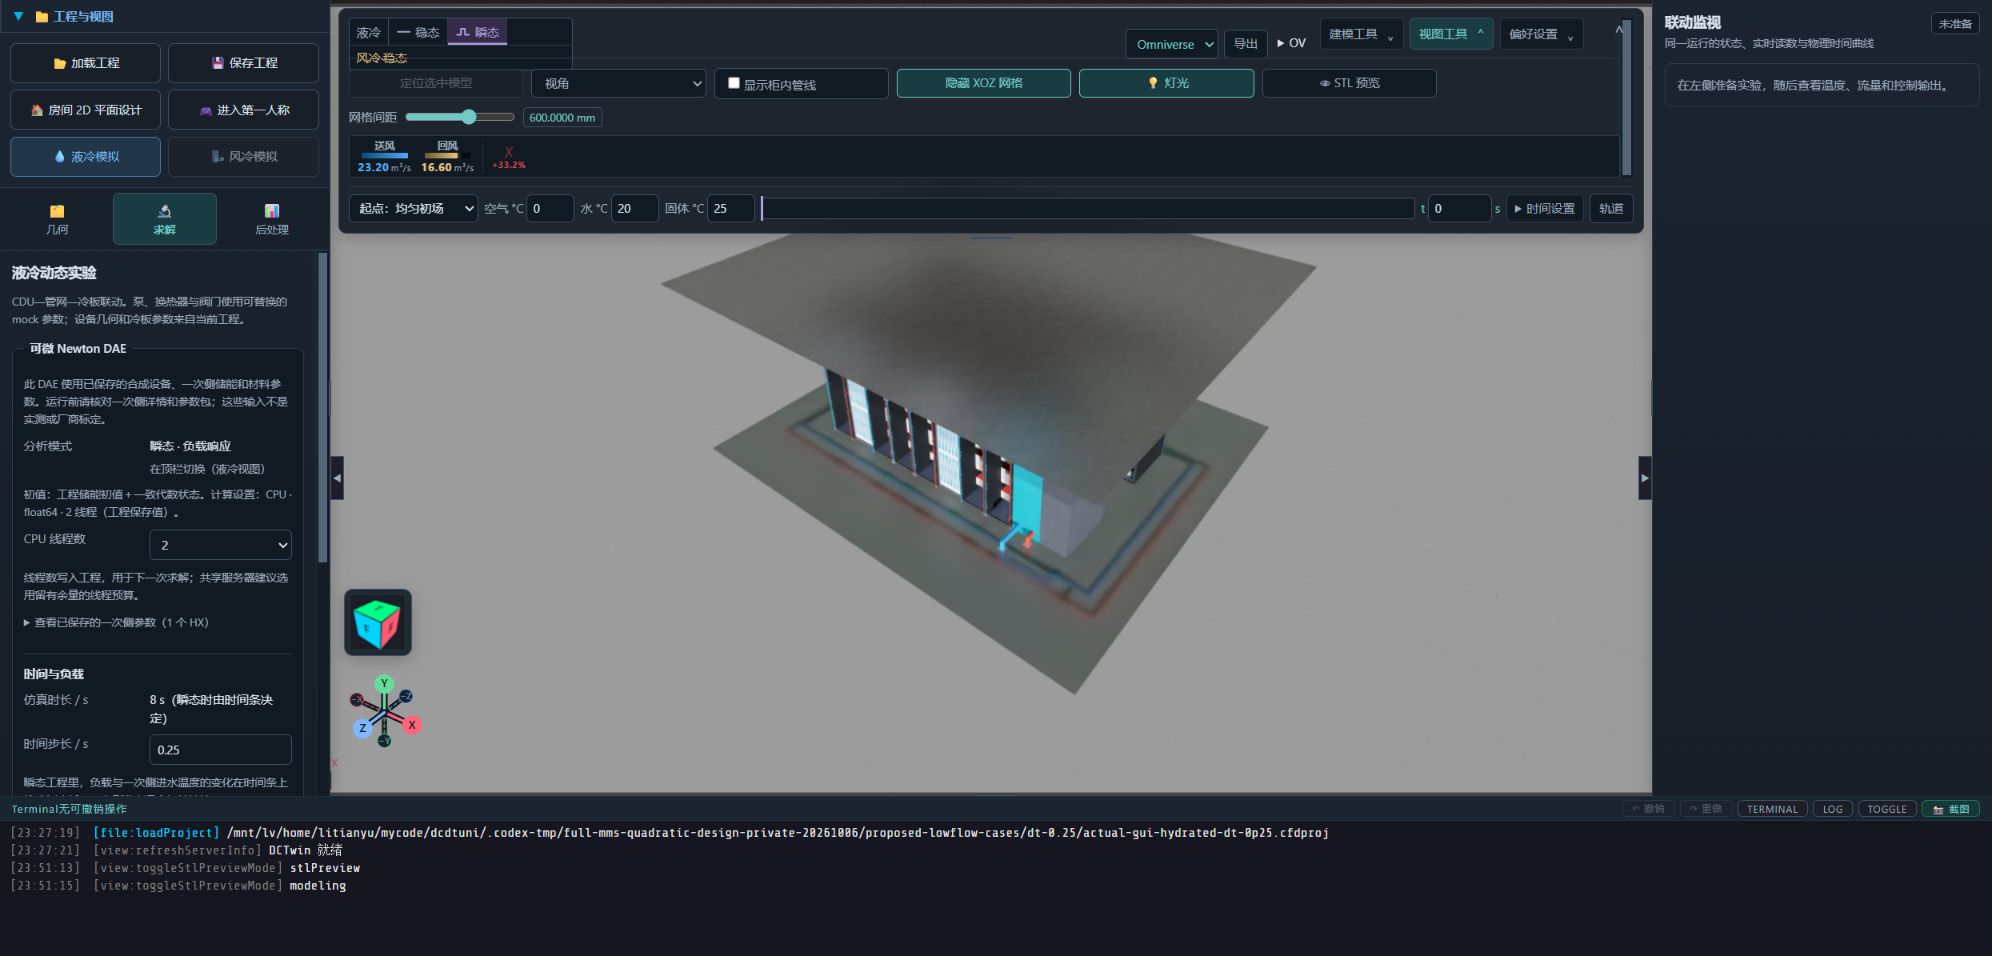 ▼ 工程与视图
加载工程
保存工程
房间 2D 平面设计
进入第一人称
液冷模拟
风冷模拟
几何
求解
后处理
液冷动态实验
CDU—管网—冷板联动。泵、换热器与阀门使用可替换的
mock 参数；设备几何和冷板参数来自当前工程。
可微 Newton DAE
此 DAE 使用已保存的合成设备、一次侧储能和材料参
数。运行前请核对一次侧详情和参数包；这些输入不是
实测或厂商标定。
分析模式
瞬态 · 负载响应
在顶栏切换（液冷视图）
初值：工程储能初值 + 一致代数状态。计算设置：CPU ·
float64 · 2 线程（工程保存值）。
CPU 线程数
2
线程数写入工程，用于下一次求解；共享服务器建议选
用留有余量的线程预算。
▶ 查看已保存的一次侧参数（1 个 HX）
时间与负载
仿真时长 / s
8 s（瞬态时由时间条决
定）
时间步长 / s
0.25
瞬态工程里，负载与一次侧进水温度的变化在时间条上
液冷
稳态
瞬态
风冷·稳态
Omniverse
导出
▶ OV
建模工具
视图工具
偏好设置
定位选中模型
视角
显示柜内管线
隐藏 XOZ 网格
灯光
STL 预览
网格间距
600.0000 mm
送风
23.20 m³/s
回风
16.60 m³/s
X
+33.2%
起点：均匀初场
空气 °C
0
水 °C
20
固体 °C
25
t
0
s
▶ 时间设置
轨道
Y
-X
-Z
Z
X
-Y
X
联动监视
未准备
同一运行的状态、实时读数与物理时间曲线
在左侧准备实验，随后查看温度、流量和控制输出。
Terminal无可撤销操作
撤销
重做
TERMINAL
LOG
TOGGLE
截图
[23:27:19] [file:loadProject] /mnt/lv/home/litianyu/mycode/dcdtuni/.codex-tmp/full-mms-quadratic-design-private-20261006/proposed-lowflow-cases/dt-0.25/actual-gui-hydrated-dt-0p25.cfdproj
[23:27:21] [view:refreshServerInfo] DCTwin 就绪
[23:51:13] [view:toggleStlPreviewMode] stlPreview
[23:51:15] [view:toggleStlPreviewMode] modeling